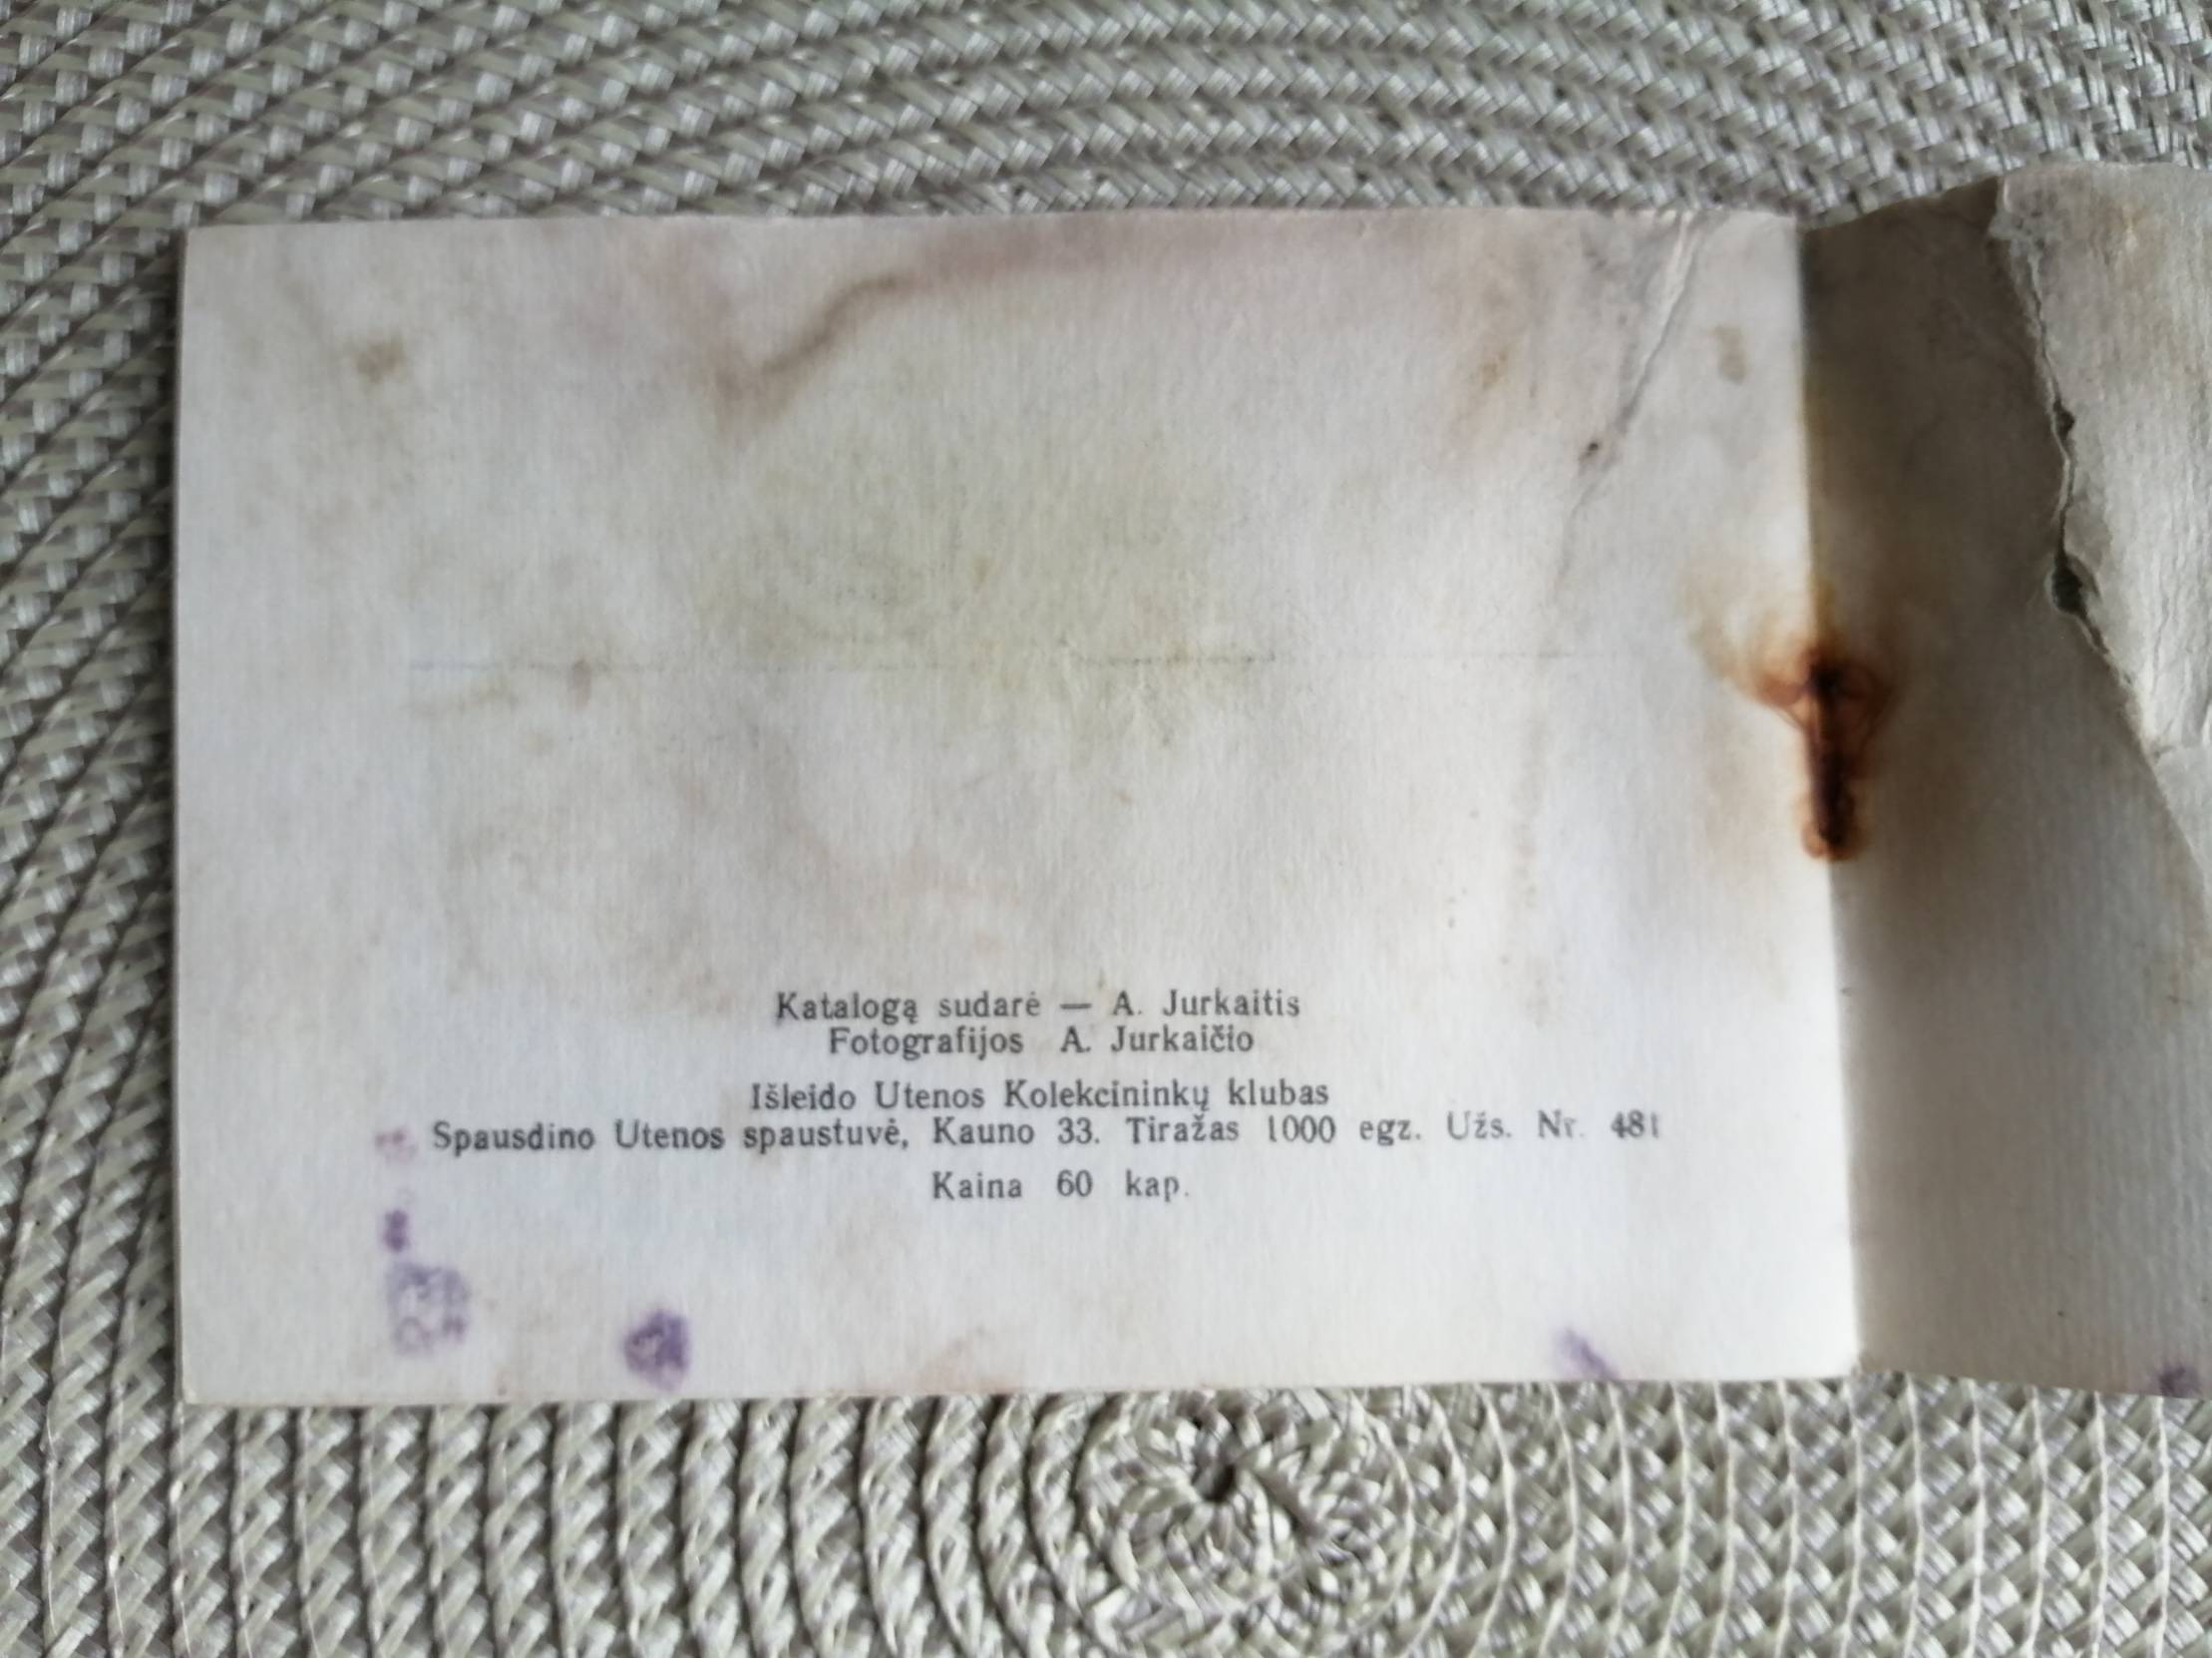 Katalogą sudarė — A. Jurkaitis
Fotografijos A. Jurkaičio
Išleido Utenos Kolekcininkų klubas
Spausdino Utenos spaustuvė, Kauno 33. Tiražas 1000 egz. Užs. Nr. 481
Kaina 60 kap.